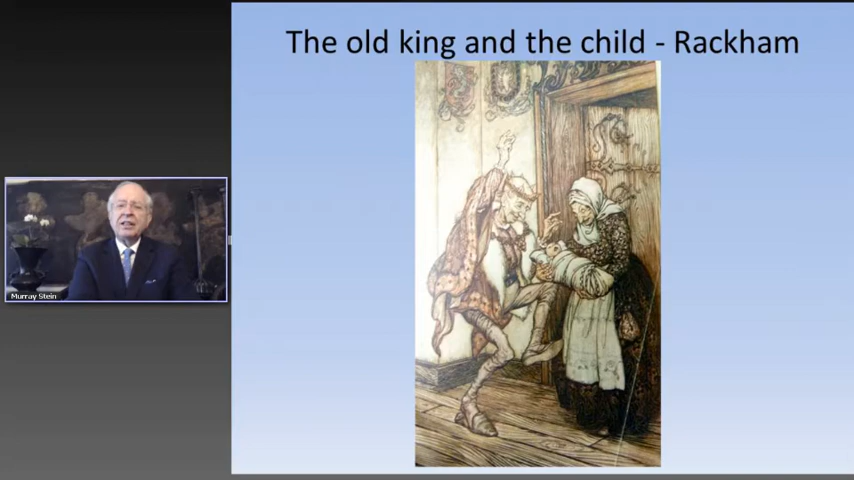 The old king and the child - Rackham
Murray Stein